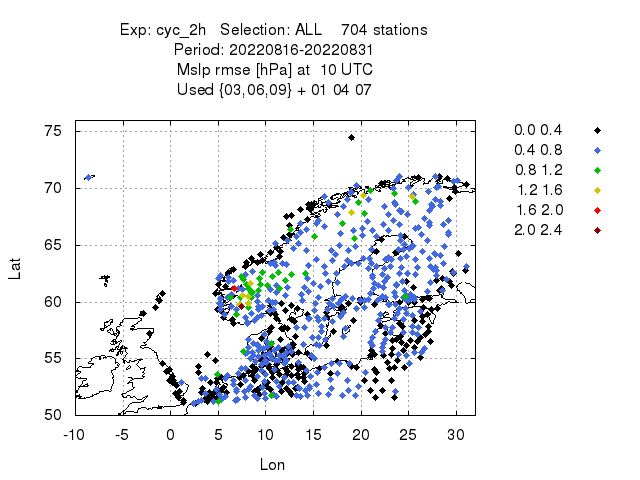 Exp: cyc_2h   Selection: ALL    704 stations
Period: 20220816-20220831
Mslp rmse [hPa] at  10 UTC
Used {03,06,09} + 01 04 07
75
70
65
60
55
50
Lat
-10 -5 0 5 10 15 20 25 30
Lon
0.0 0.4
0.4 0.8
0.8 1.2
1.2 1.6
1.6 2.0
2.0 2.4